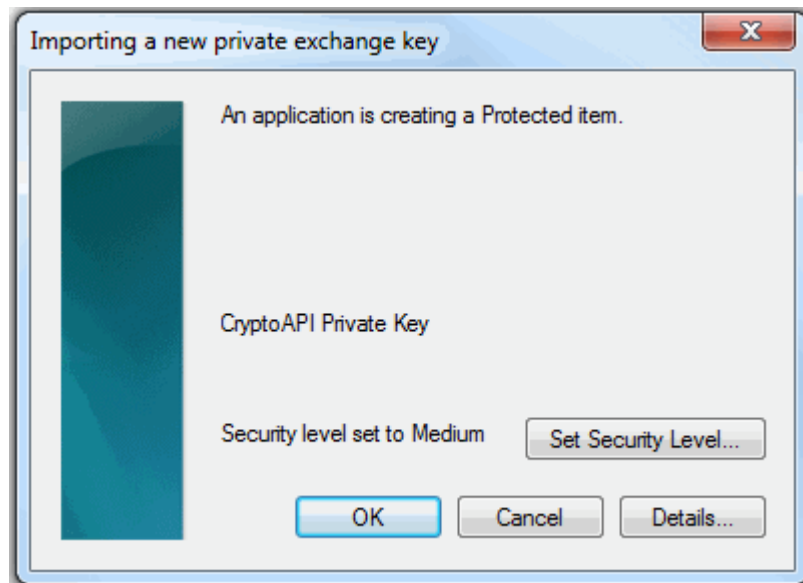 Importing a new private exchange key
An application is creating a Protected item.
CryptoAPI Private Key
Security level set to Medium
Set Security Level...
OK
Cancel
Details...